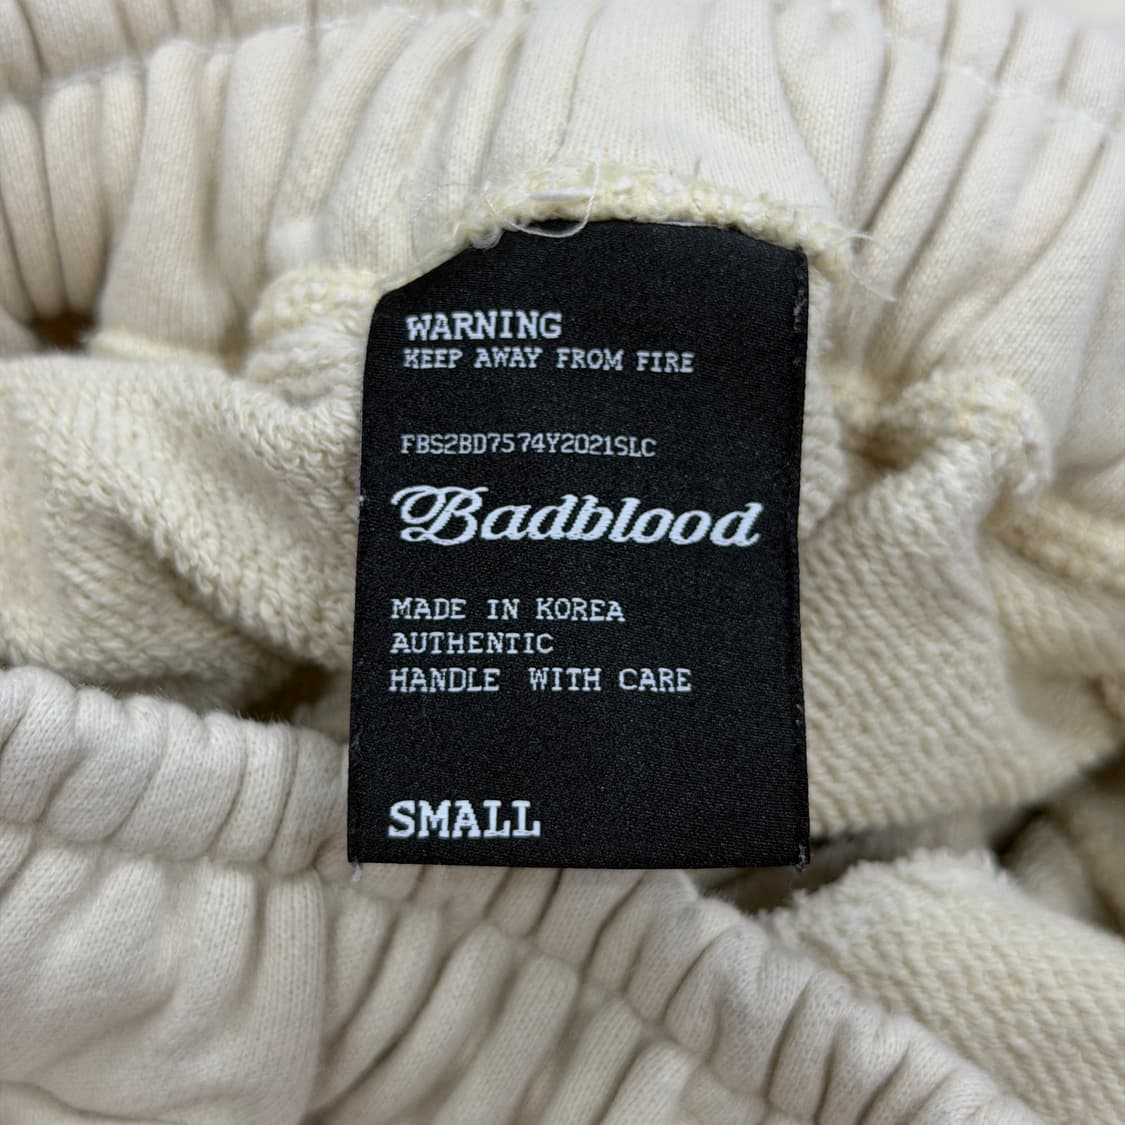 WARNING
KEEP AWAY FROM FIRE
FBS2BD7574Y2021SLC
Badblood
MADE IN KOREA
AUTHENTIC
HANDLE WITH CARE
SMALL